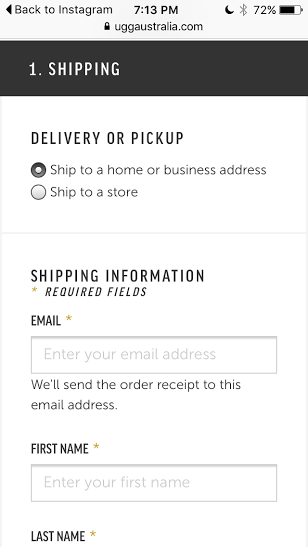 Back to Instagram 7:13 PM 72%
uggaustralia.com
1. SHIPPING
DELIVERY OR PICKUP
Ship to a home or business address
Ship to a store
SHIPPING INFORMATION
* REQUIRED FIELDS
EMAIL *
Enter your email address
We'll send the order receipt to this
email address.
FIRST NAME *
Enter your first name
LAST NAME *